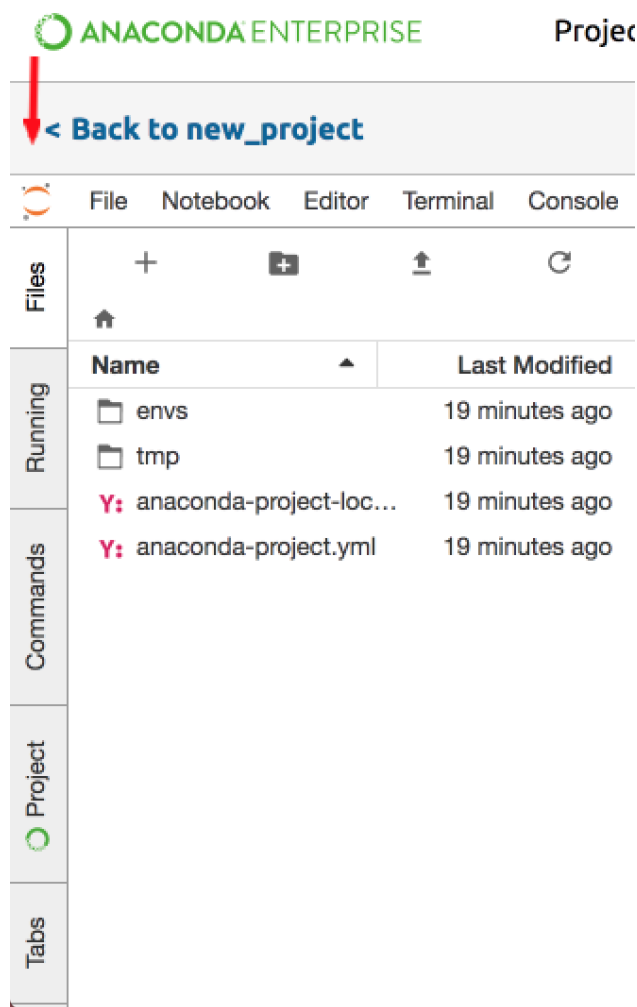 ANACONDA ENTERPRISE
Projec
< Back to new_project
File Notebook Editor Terminal Console
Files
Running
Commands
Project
Tabs
Name Last Modified
envs 19 minutes ago
tmp 19 minutes ago
Y: anaconda-project-loc... 19 minutes ago
Y: anaconda-project.yml 19 minutes ago